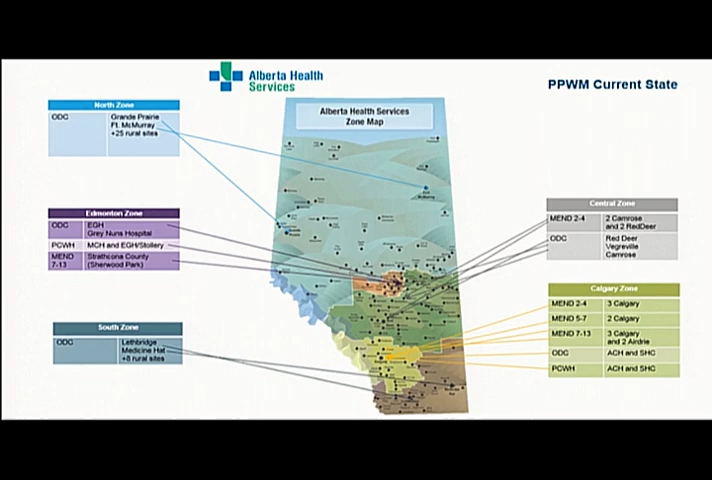 Alberta Health
Services
PPWM Current State
Alberta Health Services
Zone Map
North Zone
ODC
Grande Prairie
Ft. McMurray
+25 rural sites
Edmonton Zone
ODC
EGH
Grey Nuns Hospital
PCWH
MCH and EGH/Stollery
MEND
7-13
Strathcona County
(Sherwood Park)
South Zone
ODC
Lethbridge
Medicine Hat
+8 rural sites
Central Zone
MEND 2-4
2 Camrose
and 2 RedDeer
ODC
Red Deer
Vegreville
Camrose
Calgary Zone
MEND 2-4
3 Calgary
MEND 5-7
2 Calgary
MEND 7-13
3 Calgary
and 2 Airdrie
ODC
ACH and SHC
PCWH
ACH and SHC